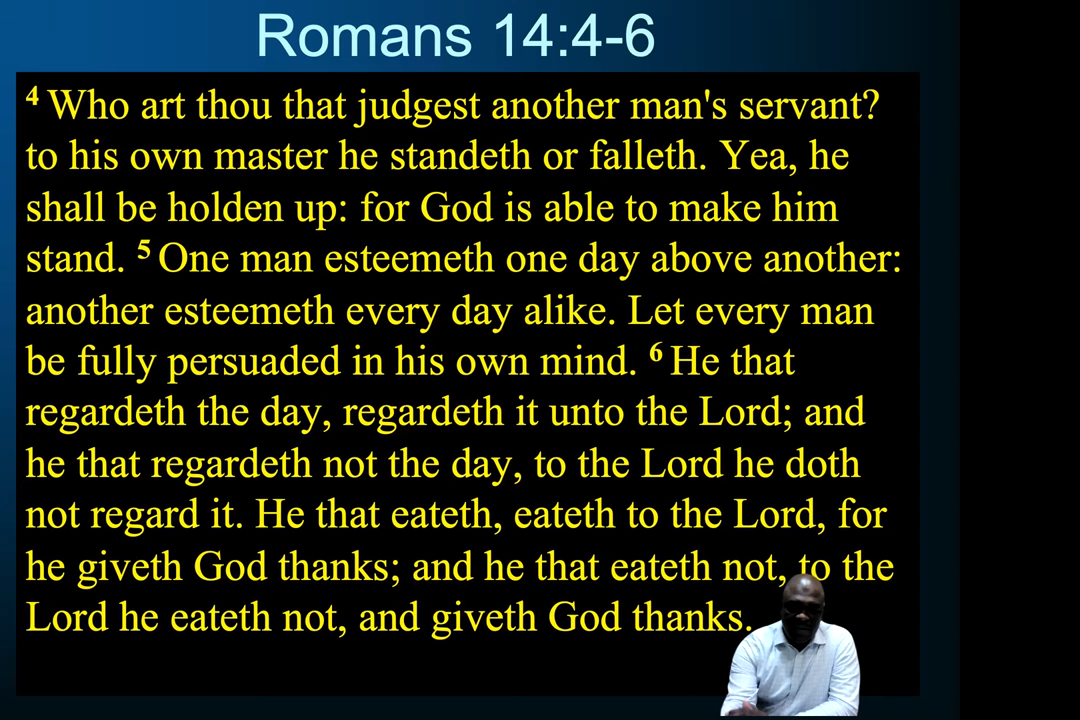 Romans 14:4-6
4 Who art thou that judgest another man's servant?
to his own master he standeth or falleth. Yea, he
shall be holden up: for God is able to make him
stand. 5 One man esteemeth one day above another:
another esteemeth every day alike. Let every man
be fully persuaded in his own mind. 6 He that
regardeth the day, regardeth it unto the Lord; and
he that regardeth not the day, to the Lord he doth
not regard it. He that eateth, eateth to the Lord, for
he giveth God thanks; and he that eateth not, to the
Lord he eateth not, and giveth God thanks.